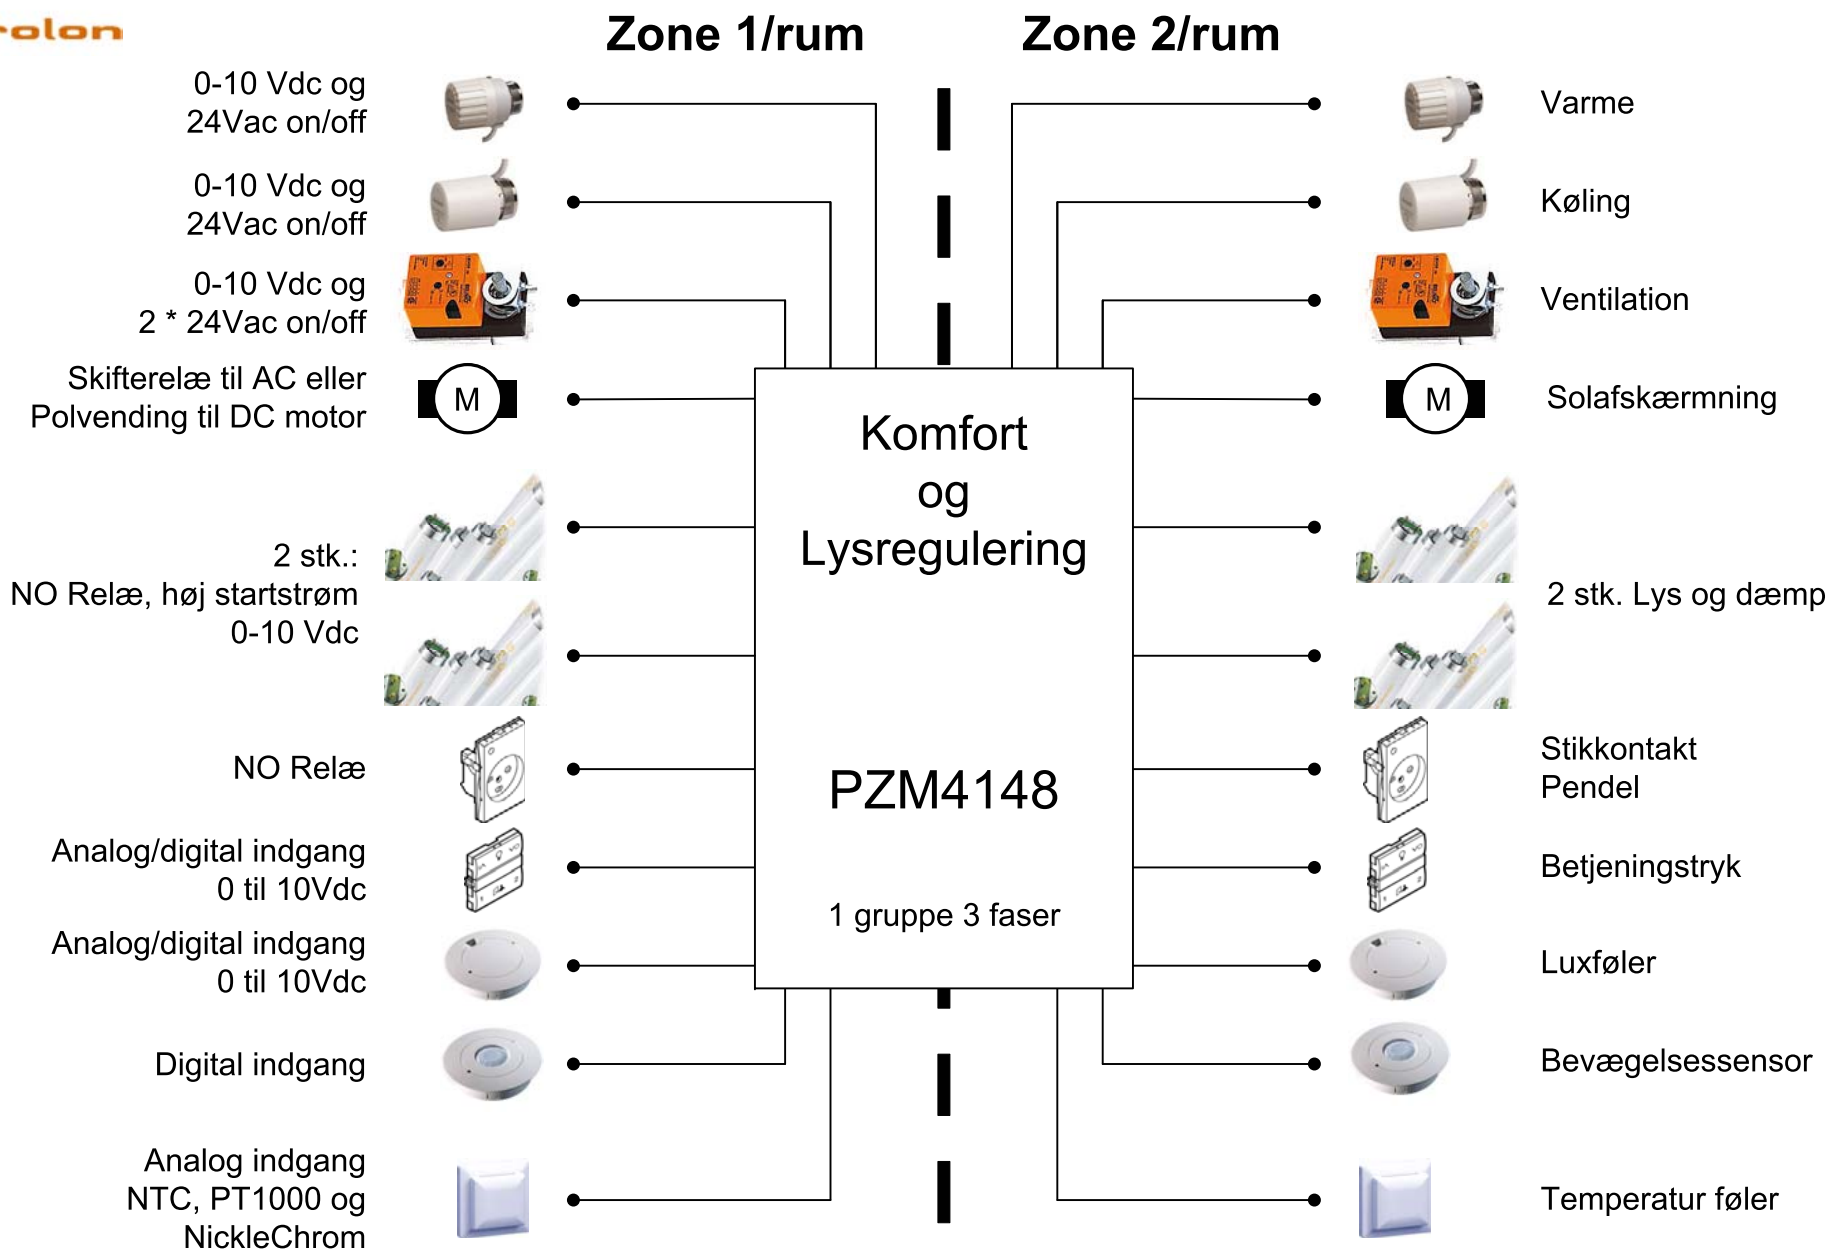 rolon
Zone 1/rum
Zone 2/rum
0-10 Vdc og
24Vac on/off
Varme
0-10 Vdc og
24Vac on/off
Køling
0-10 Vdc og
2 * 24Vac on/off
Ventilation
Skifterelæ til AC eller
Polvending til DC motor
M
M
Solafskærmning
Komfort
og
Lysregulering
2 stk.:
NO Relæ, høj startstrøm
0-10 Vdc
2 stk. Lys og dæmp
NO Relæ
PZM4148
Stikkontakt
Pendel
Analog/digital indgang
0 til 10Vdc
Betjeningstryk
1 gruppe 3 faser
Analog/digital indgang
0 til 10Vdc
Luxføler
Digital indgang
Bevægelsessensor
Analog indgang
NTC, PT1000 og
NickleChrom
Temperatur føler